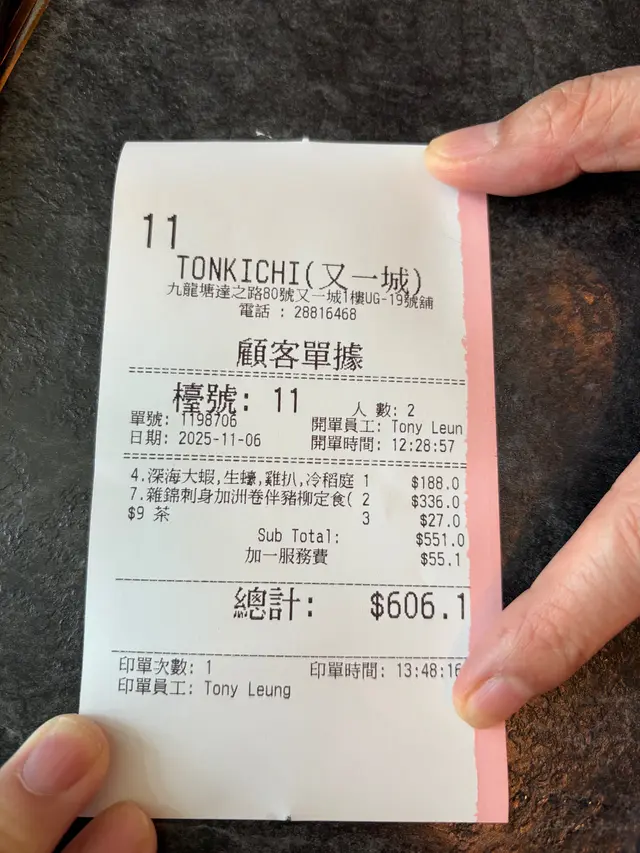 11
TONKICHI(又一城)
九龍塘達之路80號又一城1樓UG-19號舖
電話 : 28816468
顧客單據
檯號: 11 人 數: 2
單號: 1198706 開單員工: Tony Leun
日期: 2025-11-06 開單時間: 12:28:57
4.深海大蝦,生蠔,雞扒,冷稻庭 1 $188.0
7.雜錦刺身加洲卷伴豬柳定食( 2 $336.0
$9 茶 3 $27.0
Sub Total: $551.0
加一服務費 $55.1
總計: $606.1
印單次數: 1 印單時間: 13:48:16
印單員工: Tony Leung